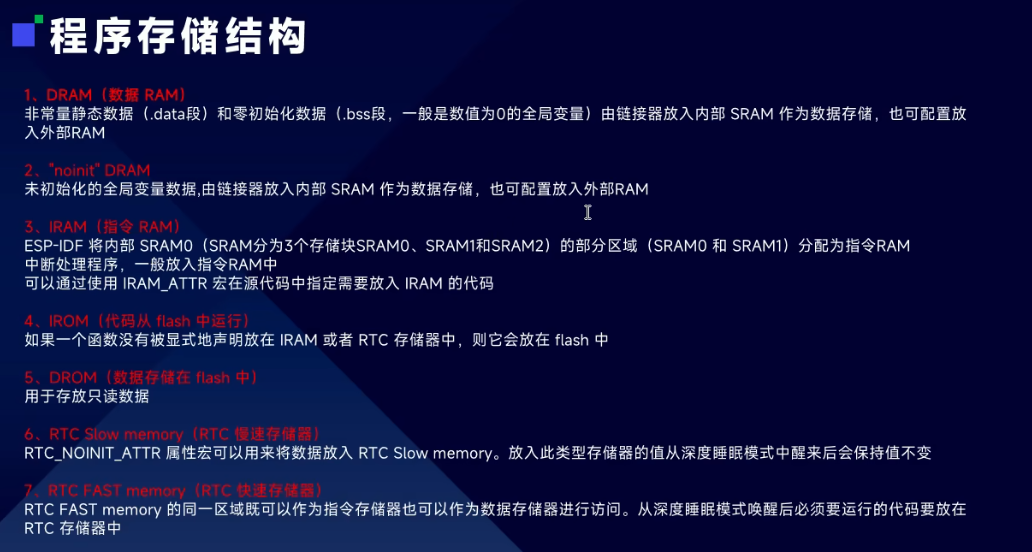 程序存储结构
1、DRAM（数据 RAM）
非常量静态数据（.data段）和零初始化数据（.bss段，一般是数值为0的全局变量）由链接器放入内部 SRAM 作为数据存储，也可配置放
入外部RAM
2、"noinit" DRAM
未初始化的全局变量数据,由链接器放入内部 SRAM 作为数据存储，也可配置放入外部RAM
3、IRAM（指令 RAM）
ESP-IDF 将内部 SRAM0（SRAM分为3个存储块SRAM0、SRAM1和SRAM2）的部分区域（SRAM0 和 SRAM1）分配为指令RAM
中断处理程序，一般放入指令RAM中
可以通过使用 IRAM_ATTR 宏在源代码中指定需要放入 IRAM 的代码
4、IROM（代码从 flash 中运行）
如果一个函数没有被显式地声明放在 IRAM 或者 RTC 存储器中，则它会放在 flash 中
5、DROM（数据存储在 flash 中）
用于存放只读数据
6、RTC Slow memory（RTC 慢速存储器）
RTC_NOINIT_ATTR 属性宏可以用来将数据放入 RTC Slow memory。放入此类型存储器的值从深度睡眠模式中醒来后会保持值不变
7、RTC FAST memory（RTC 快速存储器）
RTC FAST memory 的同一区域既可以作为指令存储器也可以作为数据存储器进行访问。从深度睡眠模式唤醒后必须要运行的代码要放在
RTC 存储器中